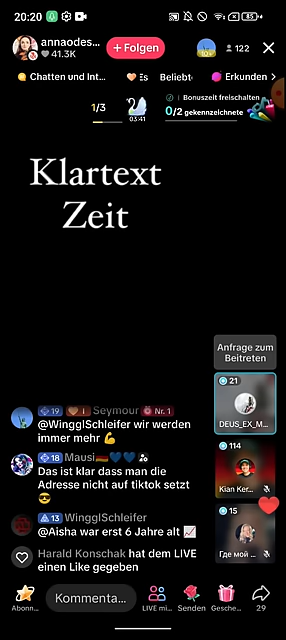 20:20
85
annaodes...
41.3K
+ Folgen
10+
122
Chatten und Int...
Es
Beliebt
Erkunden >
1/3
03:41
Bonuszeit freischalten
0/2 gekennzeichnete
Klartext
Zeit
Anfrage zum
Beitreten
21
DEUS_EX_M...
114
Kian Ker...
15
Где мой ...
19 I Seymour Nr. 1
@WingglSchleifer wir werden
immer mehr 💪
18 Mausi🇩🇪💙💙
Das ist klar dass man die
Adresse nicht auf tiktok setzt
😎
13 WingglSchleifer
@Aisha war erst 6 Jahre alt 📈
Harald Konschak hat dem LIVE
einen Like gegeben
Abonn...
Kommenta...
LIVE mi...
Senden
Gesche...
29